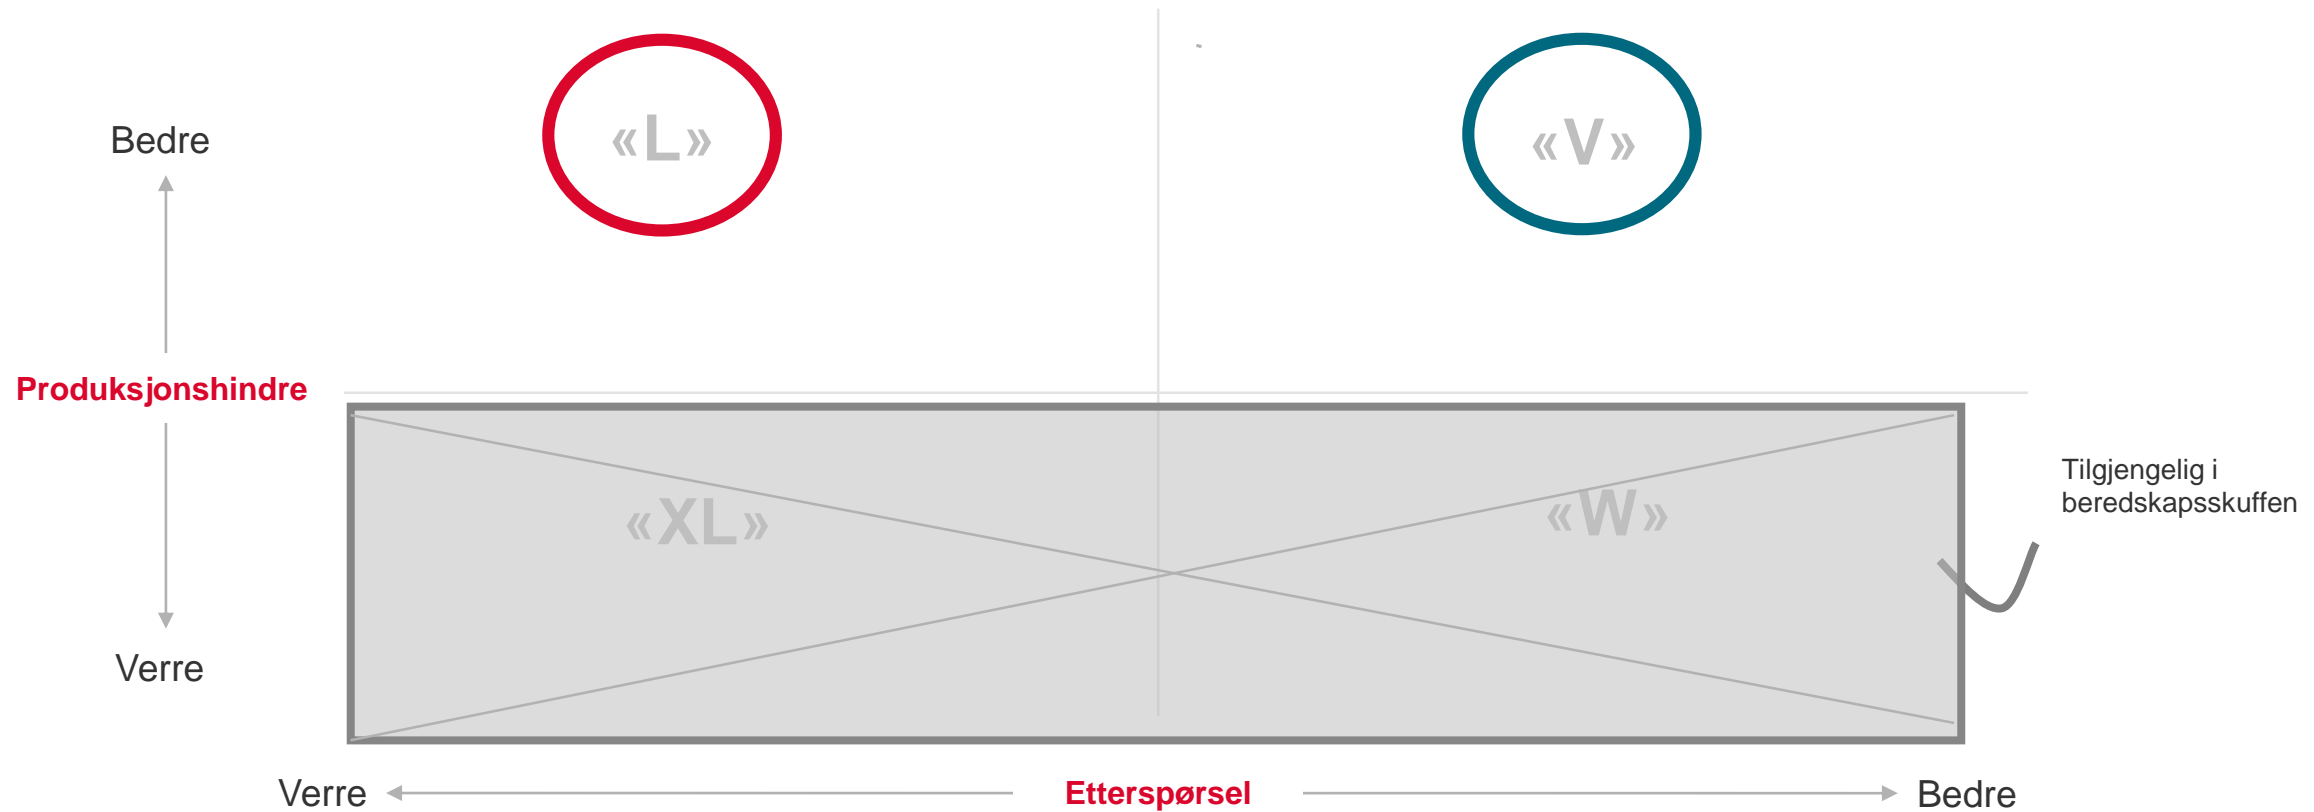 «L»
«V»
Bedre
Produksjonshindre
Tilgjengelig i
beredskapsskuffen
«XL»
«W»
Verre
Verre
Etterspørsel
Bedre